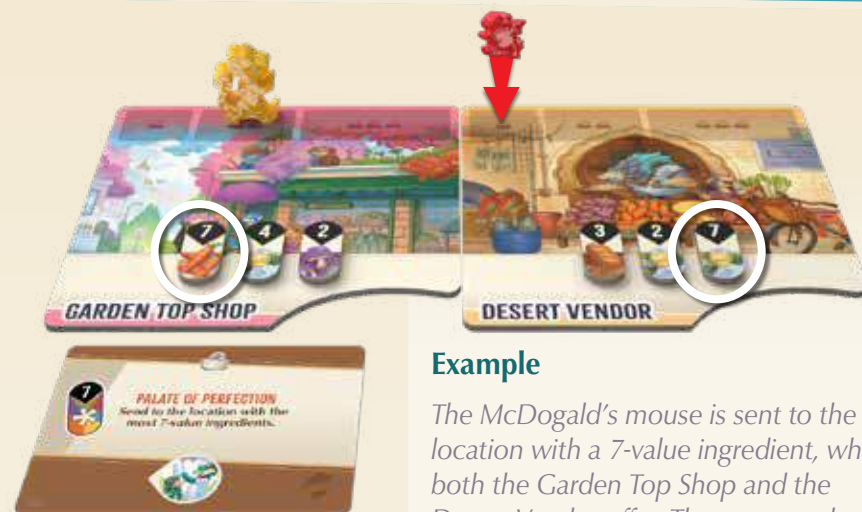 7
4
2
3
2
7
GARDEN TOP SHOP
DESERT VENDOR
7
PALATE OF PERFECTION
Send to the location with the
most 7-value ingredients.
Example
The McDogald's mouse is sent to the
location with a 7-value ingredient,
both the Garden Top Shop and the